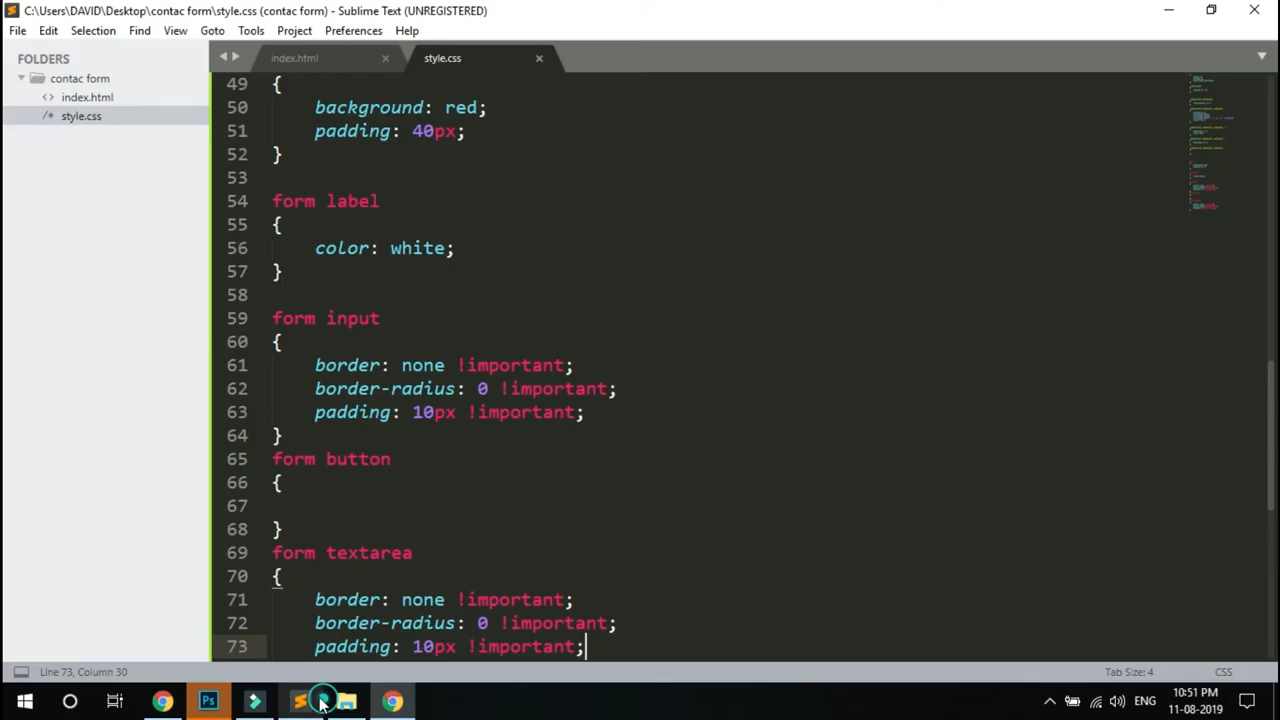 C:\Users\DAVID\Desktop\contac form\style.css (contac form) - Sublime Text (UNREGISTERED)
File Edit Selection Find View Goto Tools Project Preferences Help
FOLDERS
contac form
<> index.html
/* style.css
index.html × style.css ×
49 {
50 background: red;
51 padding: 40px;
52 }
53
54 form label
55 {
56 color: white;
57 }
58
59 form input
60 {
61 border: none !important;
62 border-radius: 0 !important;
63 padding: 10px !important;
64 }
65 form button
66 {
67
68 }
69 form textarea
70 {
71 border: none !important;
72 border-radius: 0 !important;
73 padding: 10px !important;
Line 73, Column 30 Tab Size: 4 CSS
Ps ENG 10:51 PM
11-08-2019